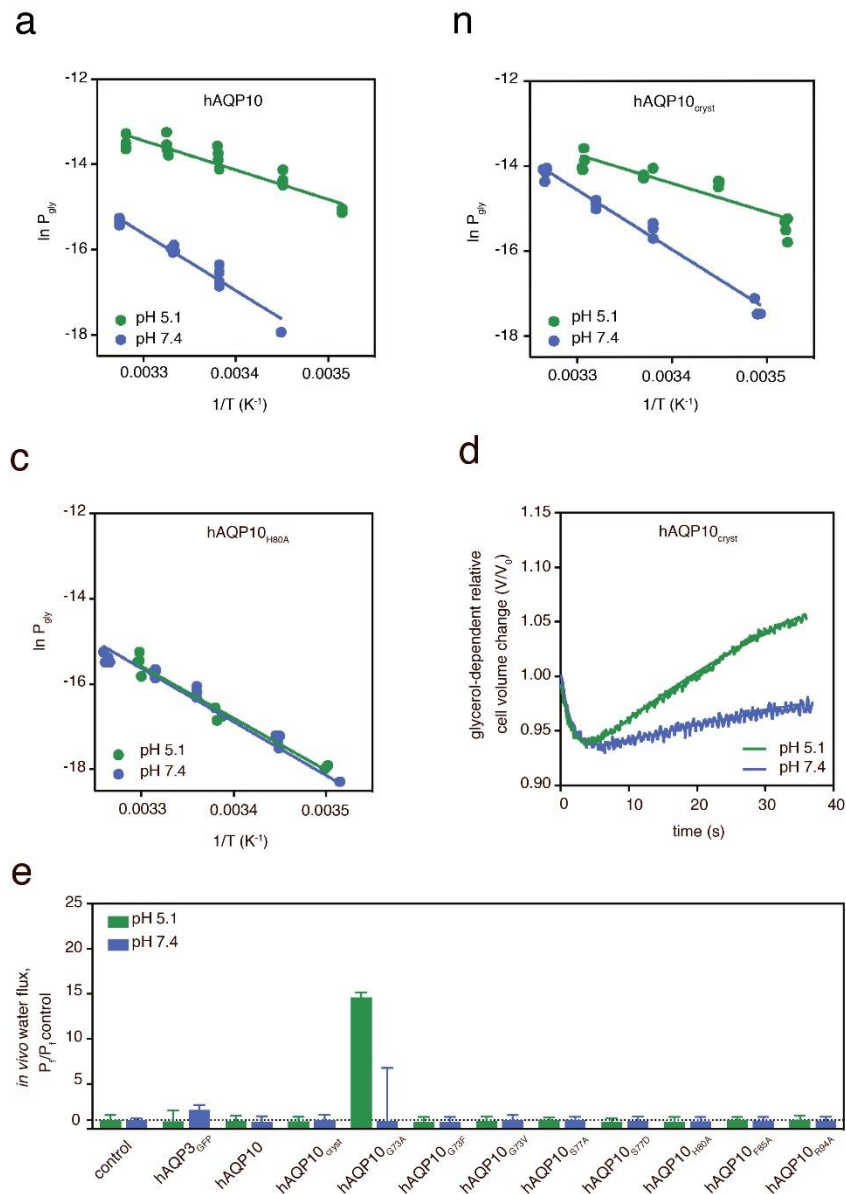 a
hAQP10
-12
-14
-16
-18
ln Pgly
pH 5.1
pH 7.4
0.0033
0.0034
0.0035
1/T (K-1)
n
hAQP10cryst
-12
-14
-16
-18
ln Pgly
pH 5.1
pH 7.4
0.0033
0.0034
0.0035
1/T (K-1)
c
hAQP10H80A
-12
-14
-16
-18
ln Pgly
pH 5.1
pH 7.4
0.0033
0.0034
0.0035
1/T (K-1)
d
hAQP10cryst
1.15
1.10
1.05
1.00
0.95
0.90
glycerol-dependent relative
cell volume change (V/V0)
pH 5.1
pH 7.4
0
10
20
30
40
time (s)
e
25
20
15
10
5
0
in vivo water flux,
Pf/Pf control
pH 5.1
pH 7.4
control
hAQP3GFP
hAQP10
hAQP10cryst
hAQP10G73A
hAQP10G73F
hAQP10G73V
hAQP10S77A
hAQP10S77D
hAQP10H80A
hAQP10F85A
hAQP10R94A